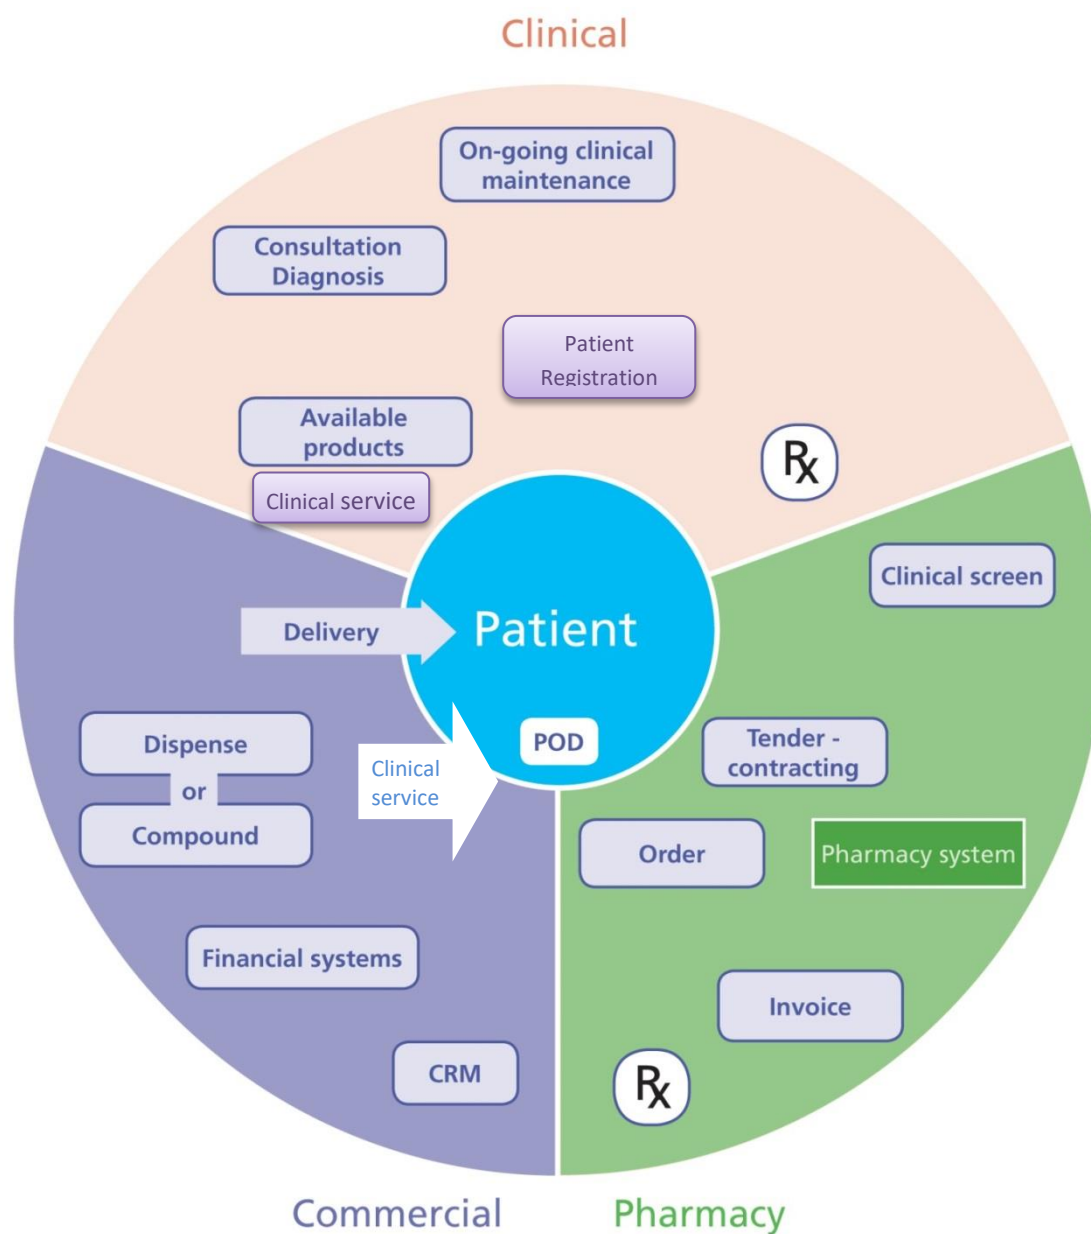 Clinical
On-going clinical
maintenance
Consultation
Diagnosis
Patient
Registration
Available
products
Rx
Clinical service
Clinical screen
Delivery
Patient
POD
Tender -
contracting
Dispense
or
Compound
Clinical
service
Order
Pharmacy system
Financial systems
Invoice
CRM
Rx
Commercial
Pharmacy